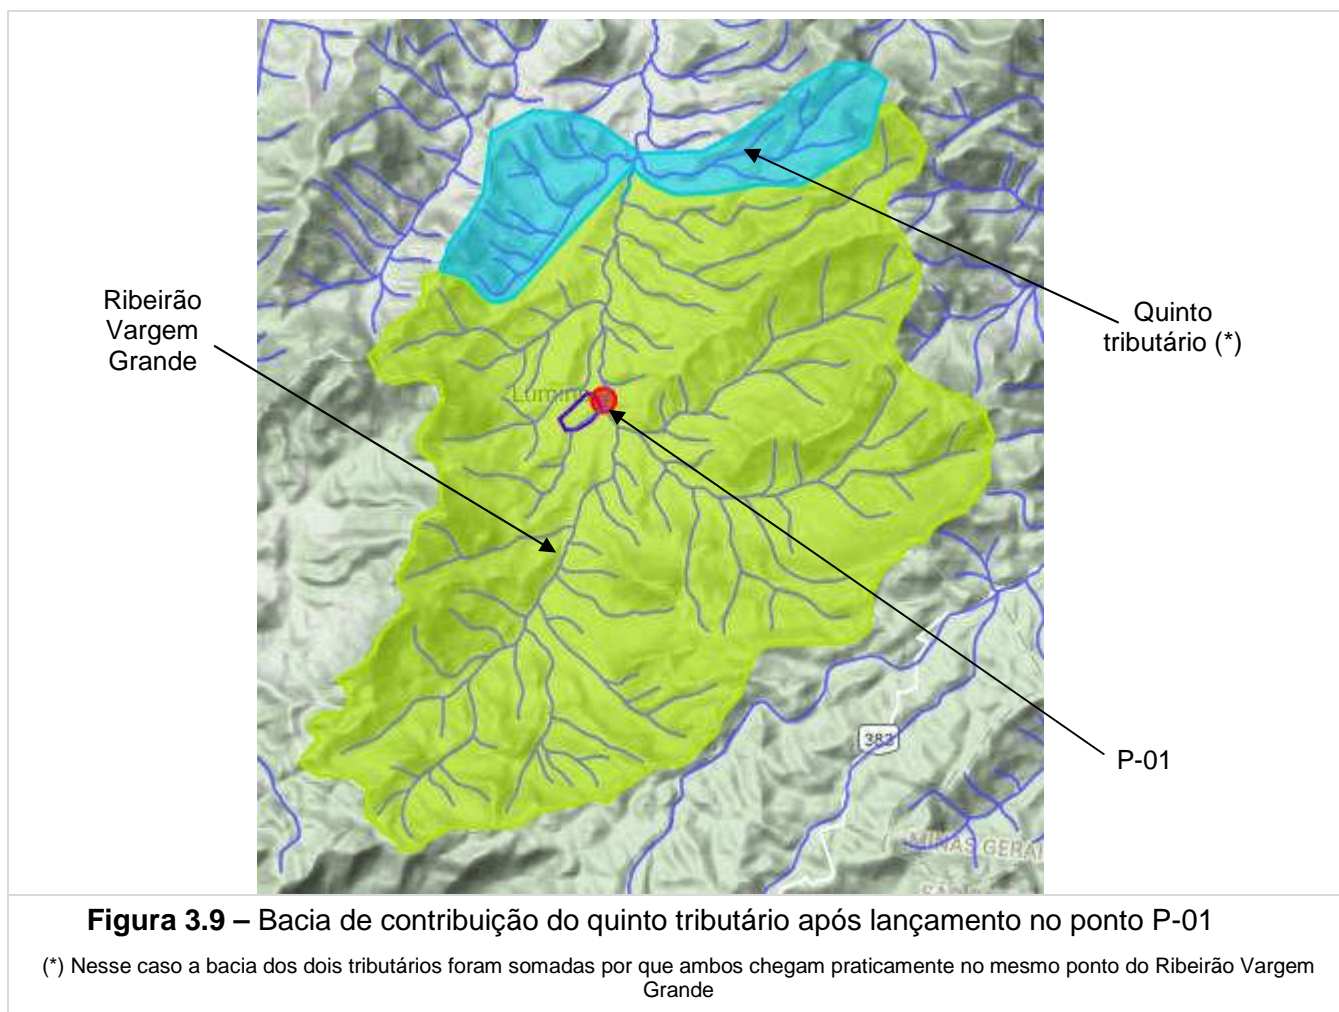 Ribeirão
Vargem
Grande
Quinto
tributário (*)
P-01
382
MINAS GERAI
Figura 3.9 – Bacia de contribuição do quinto tributário após lançamento no ponto P-01
(*) Nesse caso a bacia dos dois tributários foram somadas por que ambos chegam praticamente no mesmo ponto do Ribeirão Vargem
Grande